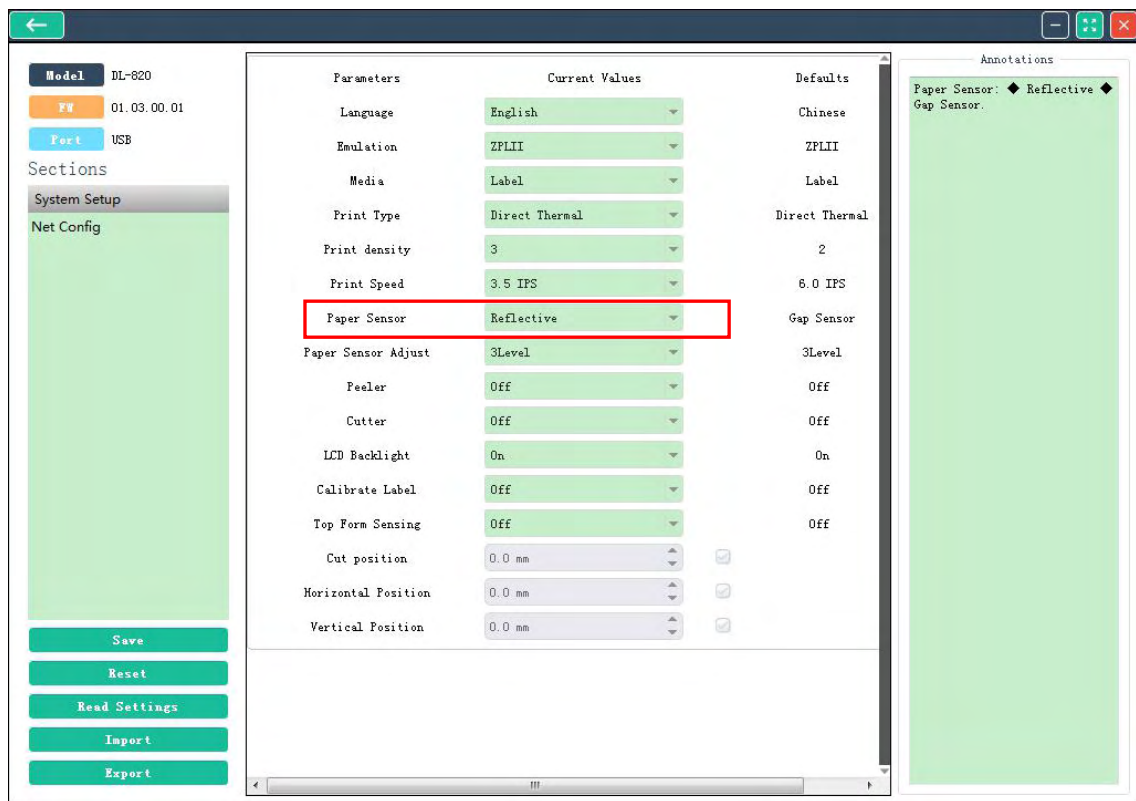 Model DL-820
FW 01.03.00.01
Port USB
Sections
System Setup
Net Config
Save
Reset
Read Settings
Import
Export
Parameters Current Values Defaults
Language English Chinese
Emulation ZPLII ZPLII
Media Label Label
Print Type Direct Thermal Direct Thermal
Print density 3 2
Print Speed 3.5 IPS 6.0 IPS
Paper Sensor Reflective Gap Sensor
Paper Sensor Adjust 3Level 3Level
Peeler Off Off
Cutter Off Off
LCD Backlight On On
Calibrate Label Off Off
Top Form Sensing Off Off
Cut position 0.0 mm
Horizontal Position 0.0 mm
Vertical Position 0.0 mm
Annotations
Paper Sensor: ◆ Reflective ◆
Gap Sensor.